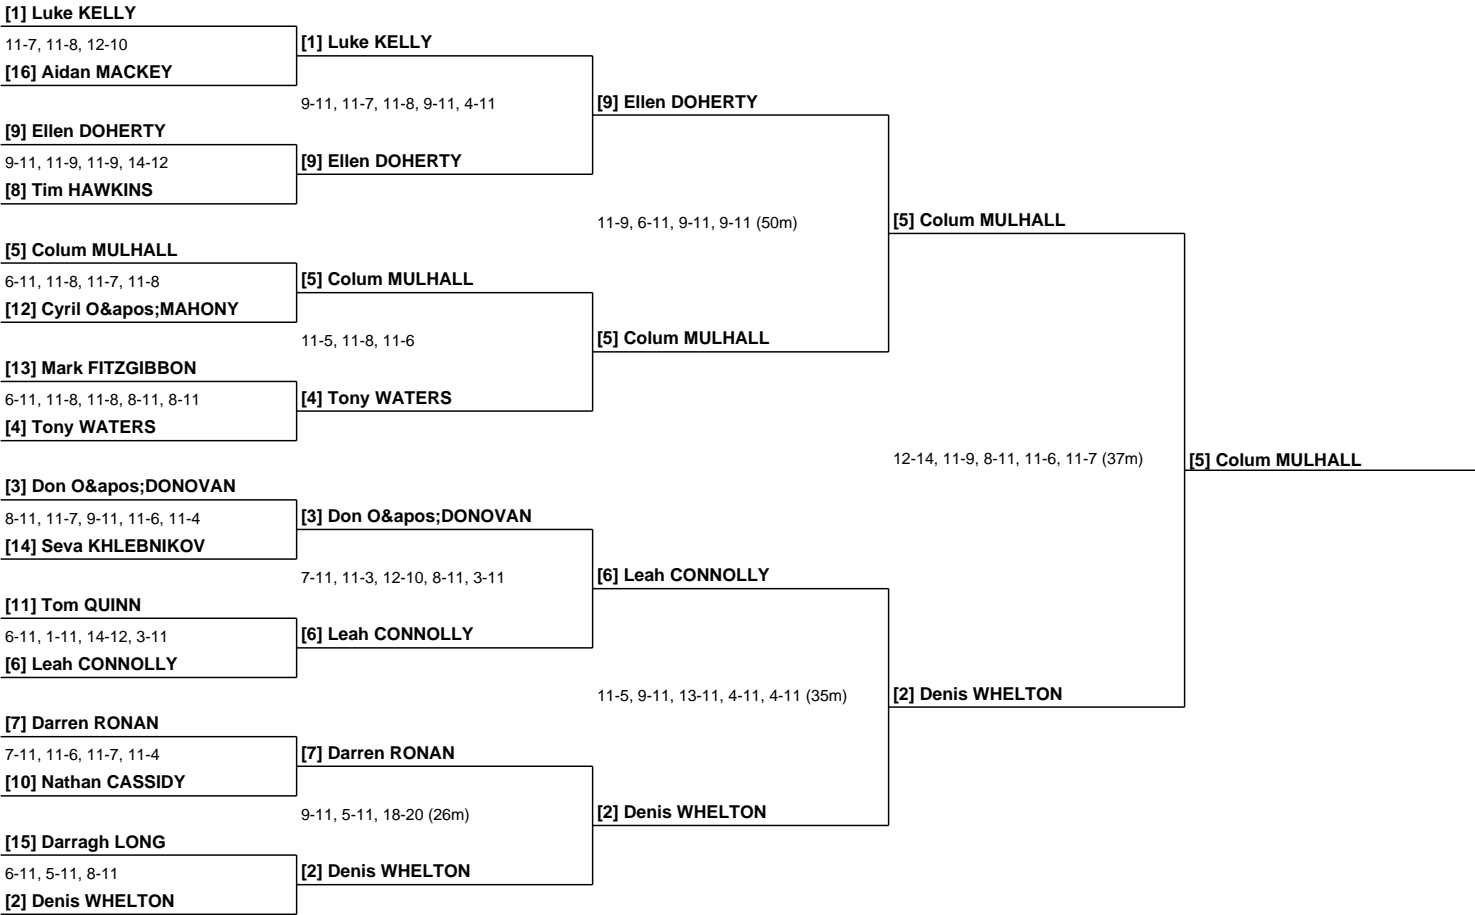 [1] Luke KELLY
11-7, 11-8, 12-10
[16] Aidan MACKEY
[9] Ellen DOHERTY
9-11, 11-9, 11-9, 14-12
[8] Tim HAWKINS
[5] Colum MULHALL
6-11, 11-8, 11-7, 11-8
[12] Cyril O&apos;MAHONY
[13] Mark FITZGIBBON
6-11, 11-8, 11-8, 8-11, 8-11
[4] Tony WATERS
[3] Don O&apos;DONOVAN
8-11, 11-7, 9-11, 11-6, 11-4
[14] Seva KHLEBNIKOV
[11] Tom QUINN
6-11, 1-11, 14-12, 3-11
[6] Leah CONNOLLY
[7] Darren RONAN
7-11, 11-6, 11-7, 11-4
[10] Nathan CASSIDY
[15] Darragh LONG
6-11, 5-11, 8-11
[2] Denis WHELTON
[1] Luke KELLY
9-11, 11-7, 11-8, 9-11, 4-11
[9] Ellen DOHERTY
[5] Colum MULHALL
11-5, 11-8, 11-6
[4] Tony WATERS
[3] Don O&apos;DONOVAN
7-11, 11-3, 12-10, 8-11, 3-11
[6] Leah CONNOLLY
[7] Darren RONAN
9-11, 5-11, 18-20 (26m)
[2] Denis WHELTON
[9] Ellen DOHERTY
11-9, 6-11, 9-11, 9-11 (50m)
[5] Colum MULHALL
[6] Leah CONNOLLY
11-5, 9-11, 13-11, 4-11, 4-11 (35m)
[2] Denis WHELTON
[5] Colum MULHALL
12-14, 11-9, 8-11, 11-6, 11-7 (37m)
[2] Denis WHELTON
[5] Colum MULHALL